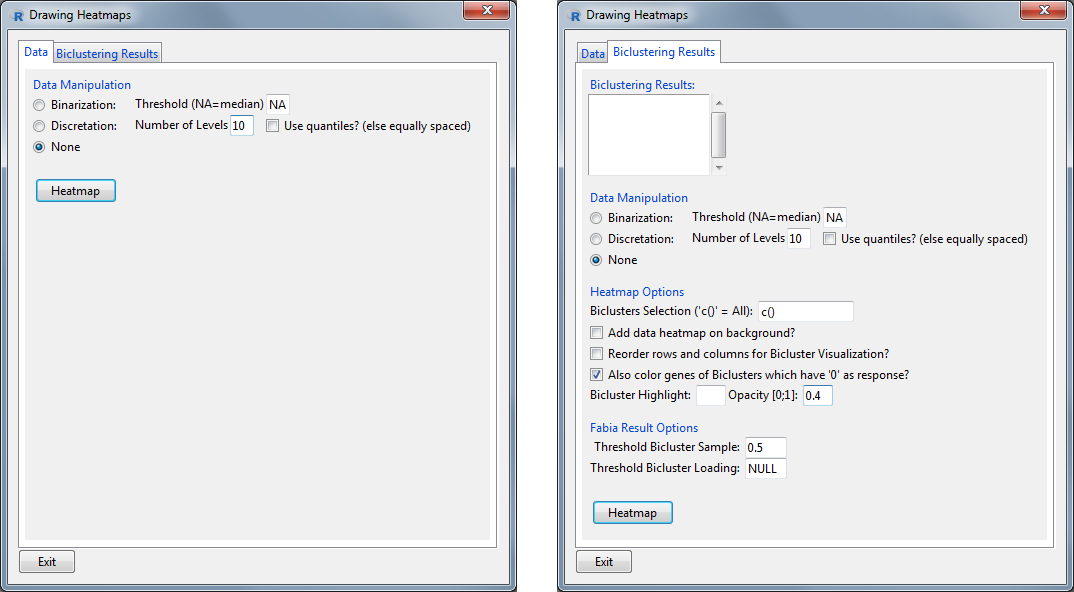 R Drawing Heatmaps
Data Biclustering Results
Data Manipulation
Binarization: Threshold (NA=median) NA
Discretation: Number of Levels 10 Use quantiles? (else equally spaced)
None
Heatmap
Exit
R Drawing Heatmaps
Data Biclustering Results
Biclustering Results:
Data Manipulation
Binarization: Threshold (NA=median) NA
Discretation: Number of Levels 10 Use quantiles? (else equally spaced)
None
Heatmap Options
Biclusters Selection ('c()' = All): c()
Add data heatmap on background?
Reorder rows and columns for Bicluster Visualization?
Also color genes of Biclusters which have '0' as response?
Bicluster Highlight: Opacity [0;1]: 0.4
Fabia Result Options
Threshold Bicluster Sample: 0.5
Threshold Bicluster Loading: NULL
Heatmap
Exit